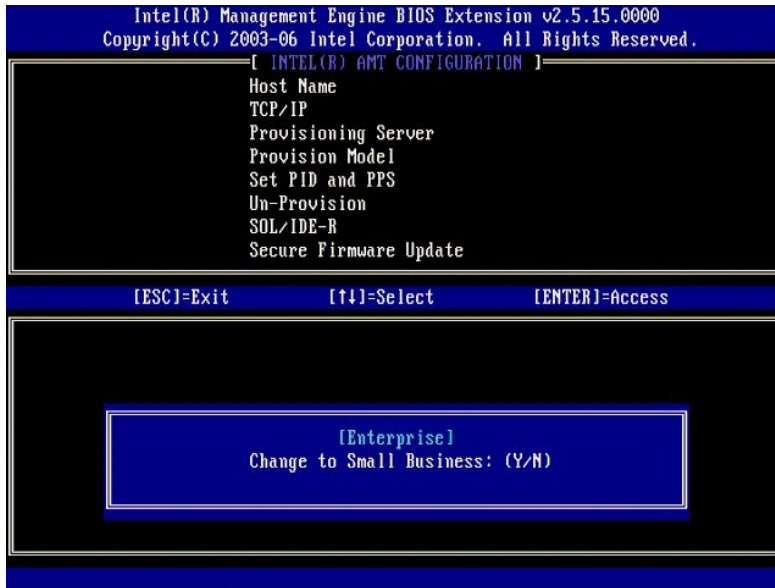 Intel(R) Management Engine BIOS Extension v2.5.15.0000
Copyright(C) 2003-06 Intel Corporation. All Rights Reserved.
[ INTEL(R) AMT CONFIGURATION ]
Host Name
TCP/IP
Provisioning Server
Provision Model
Set PID and PPS
Un-Provision
SOL/IDE-R
Secure Firmware Update
[ESC]=Exit [↑↓]=Select [ENTER]=Access
[Enterprise]
Change to Small Business: (Y/N)